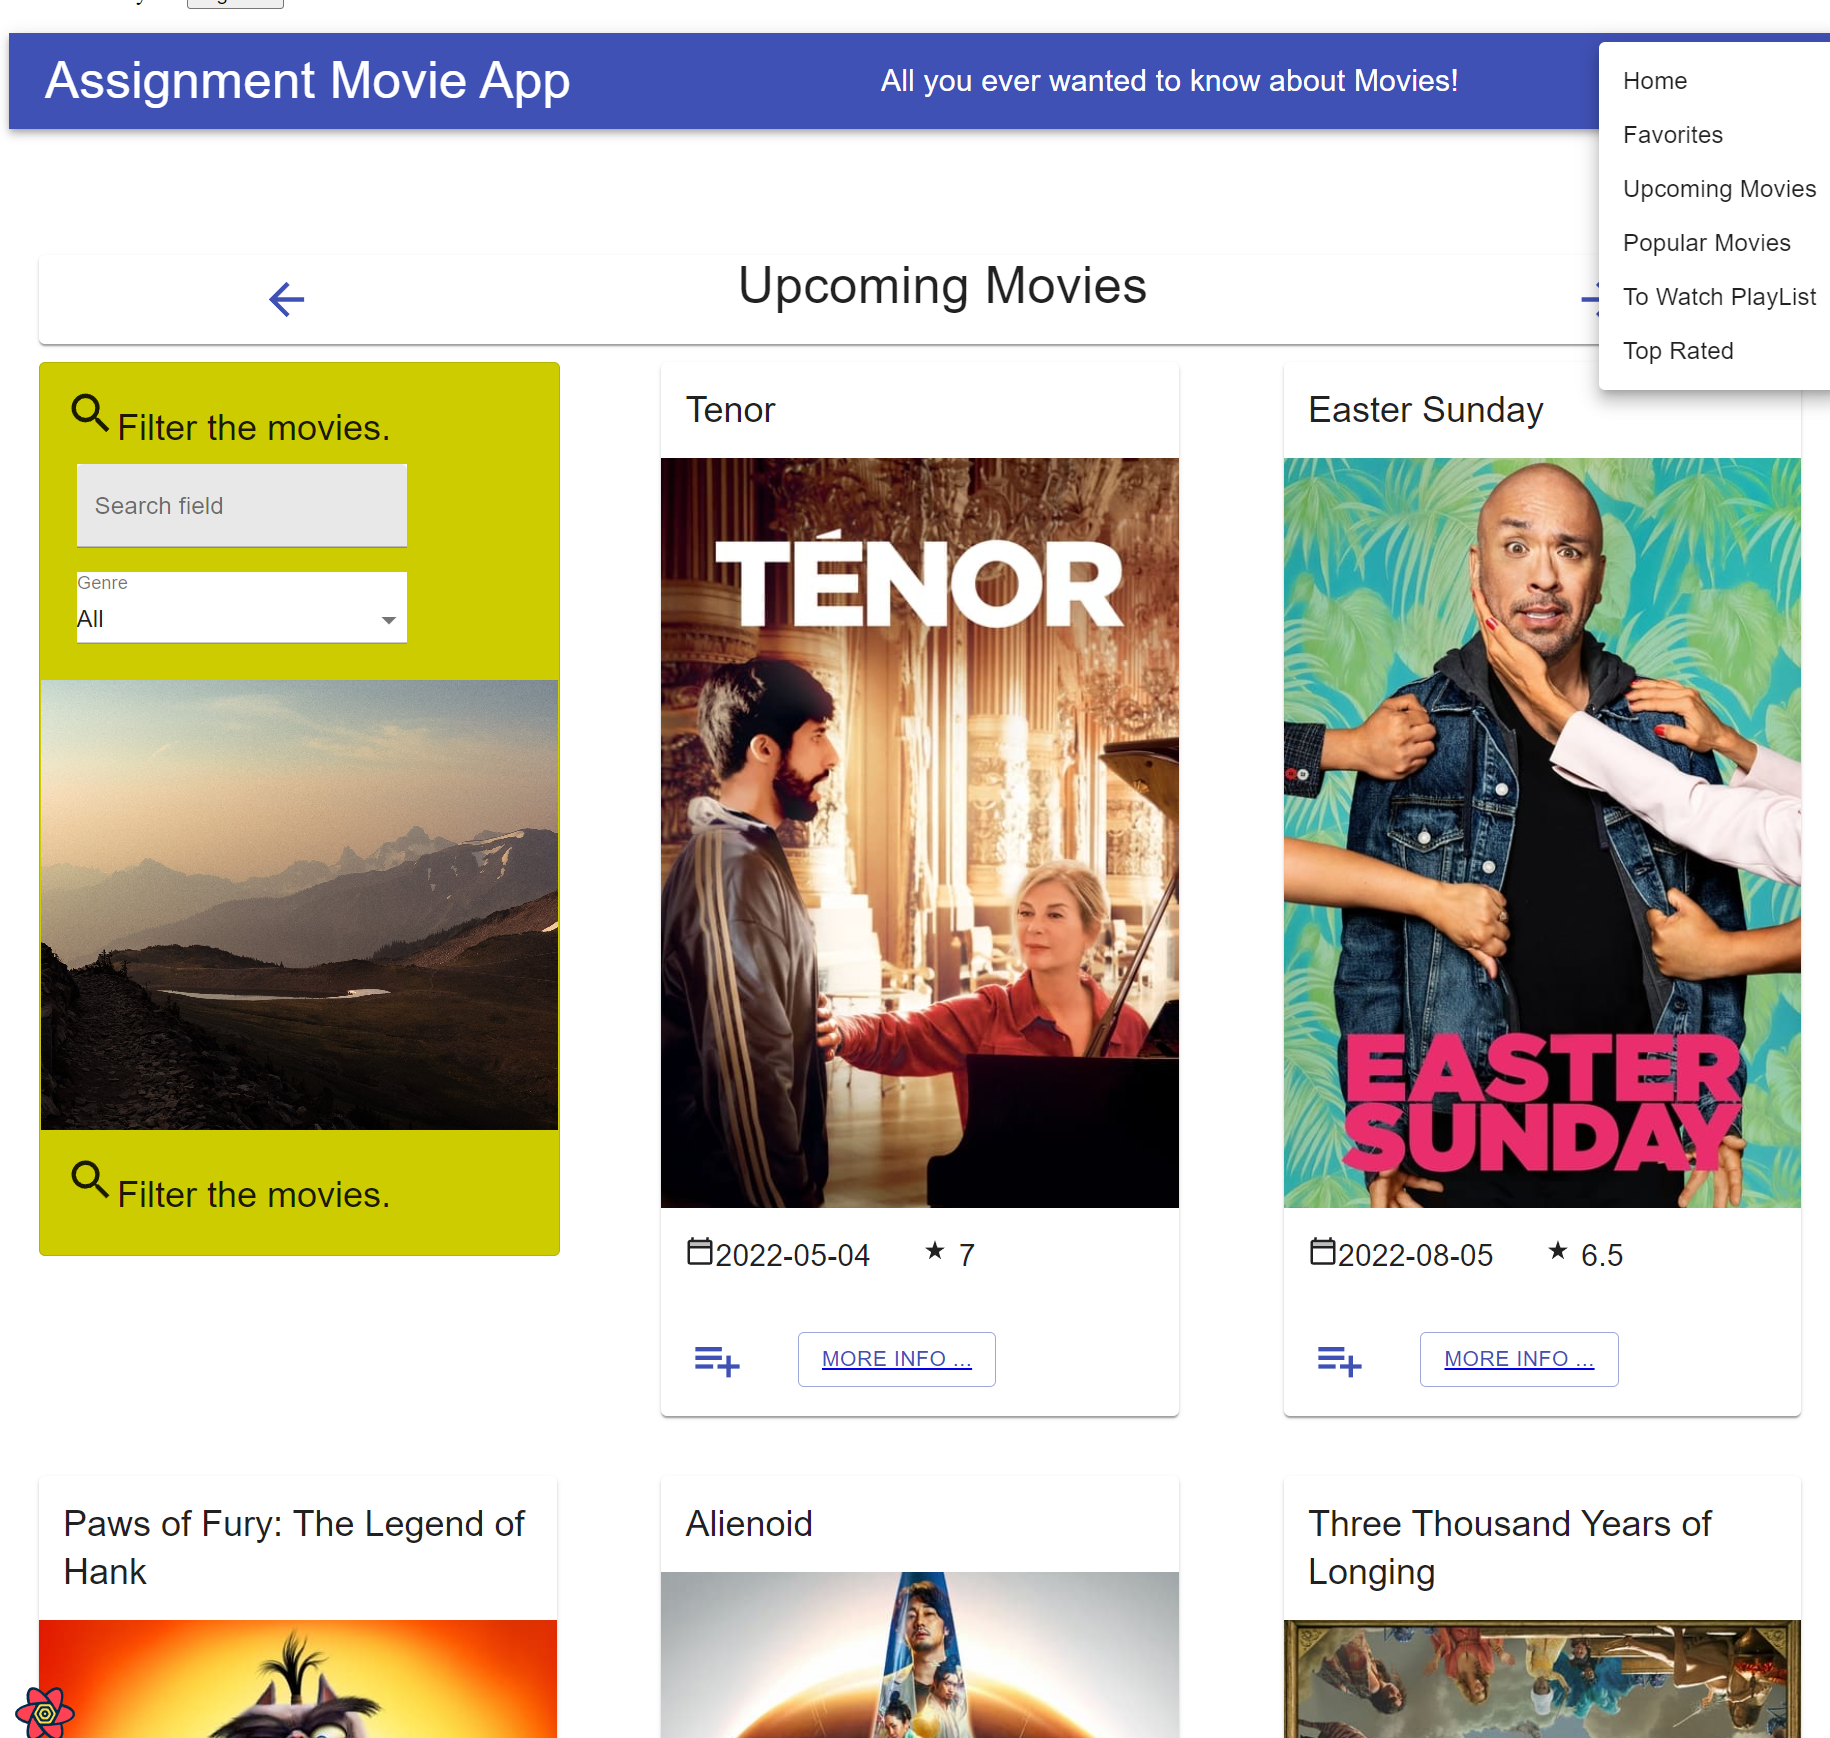 Assignment Movie App
All you ever wanted to know about Movies!
Home
Favorites
Upcoming Movies
Popular Movies
To Watch PlayList
Top Rated
Upcoming Movies
Filter the movies.
Search field
Genre
All
Filter the movies.
Tenor
TÉNOR
2022-05-04
★ 7
MORE INFO ...
Easter Sunday
EASTER
SUNDAY
2022-08-05
★ 6.5
MORE INFO ...
Paws of Fury: The Legend of
Hank
Alienoid
Three Thousand Years of
Longing